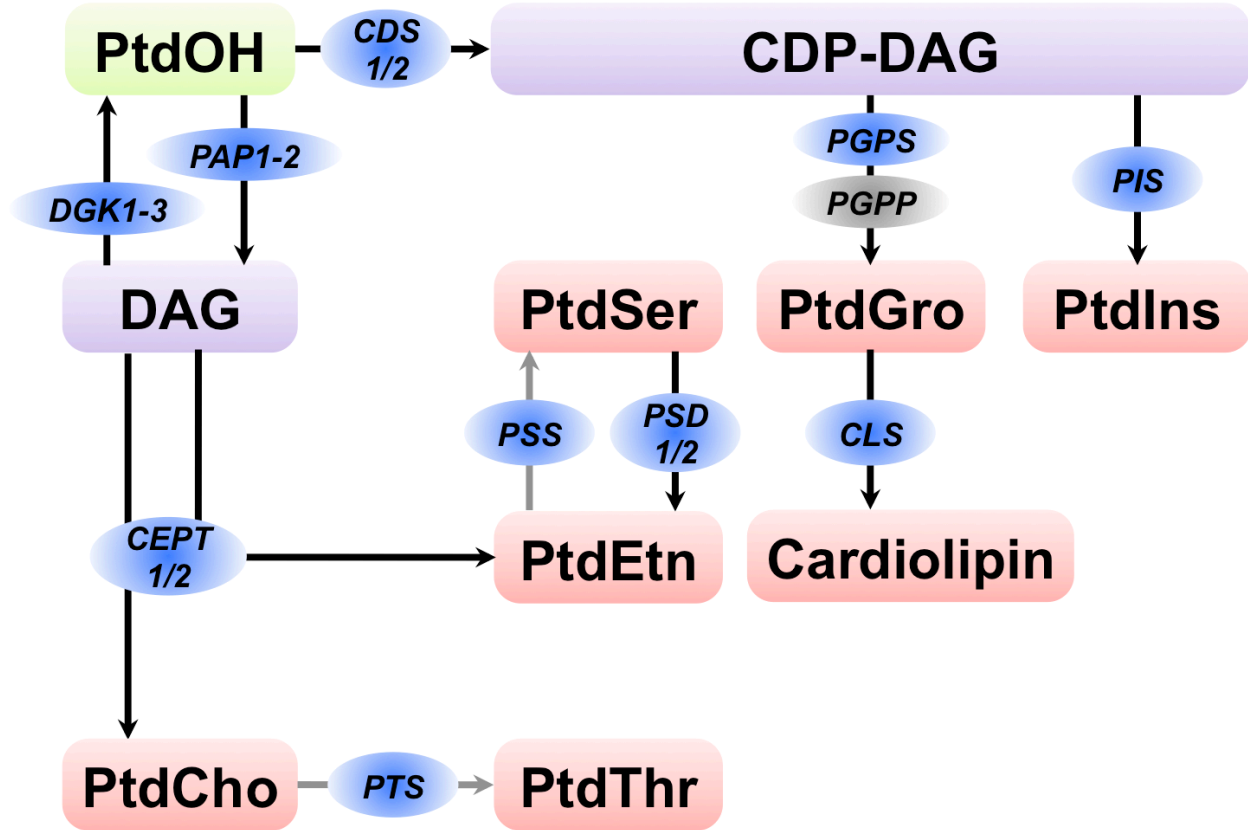 PtdOH
CDS
1/2
CDP-DAG
PAP1-2
PGPS
PGPP
PIS
DGK1-3
DAG
PtdSer
PtdGro
PtdIns
PSS
PSD
1/2
CLS
CEPT
1/2
PtdEtn
Cardiolipin
PtdCho
PTS
PtdThr